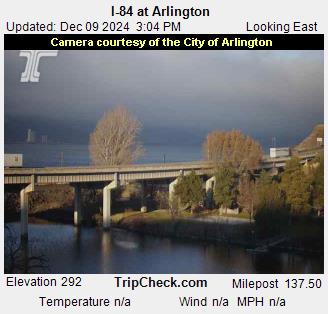 I-84 at Arlington
Updated: Dec 09 2024 3:04 PM Looking East
Camera courtesy of the City of Arlington
Elevation 292 TripCheck.com Milepost 137.50
Temperature n/a Wind n/a MPH n/a